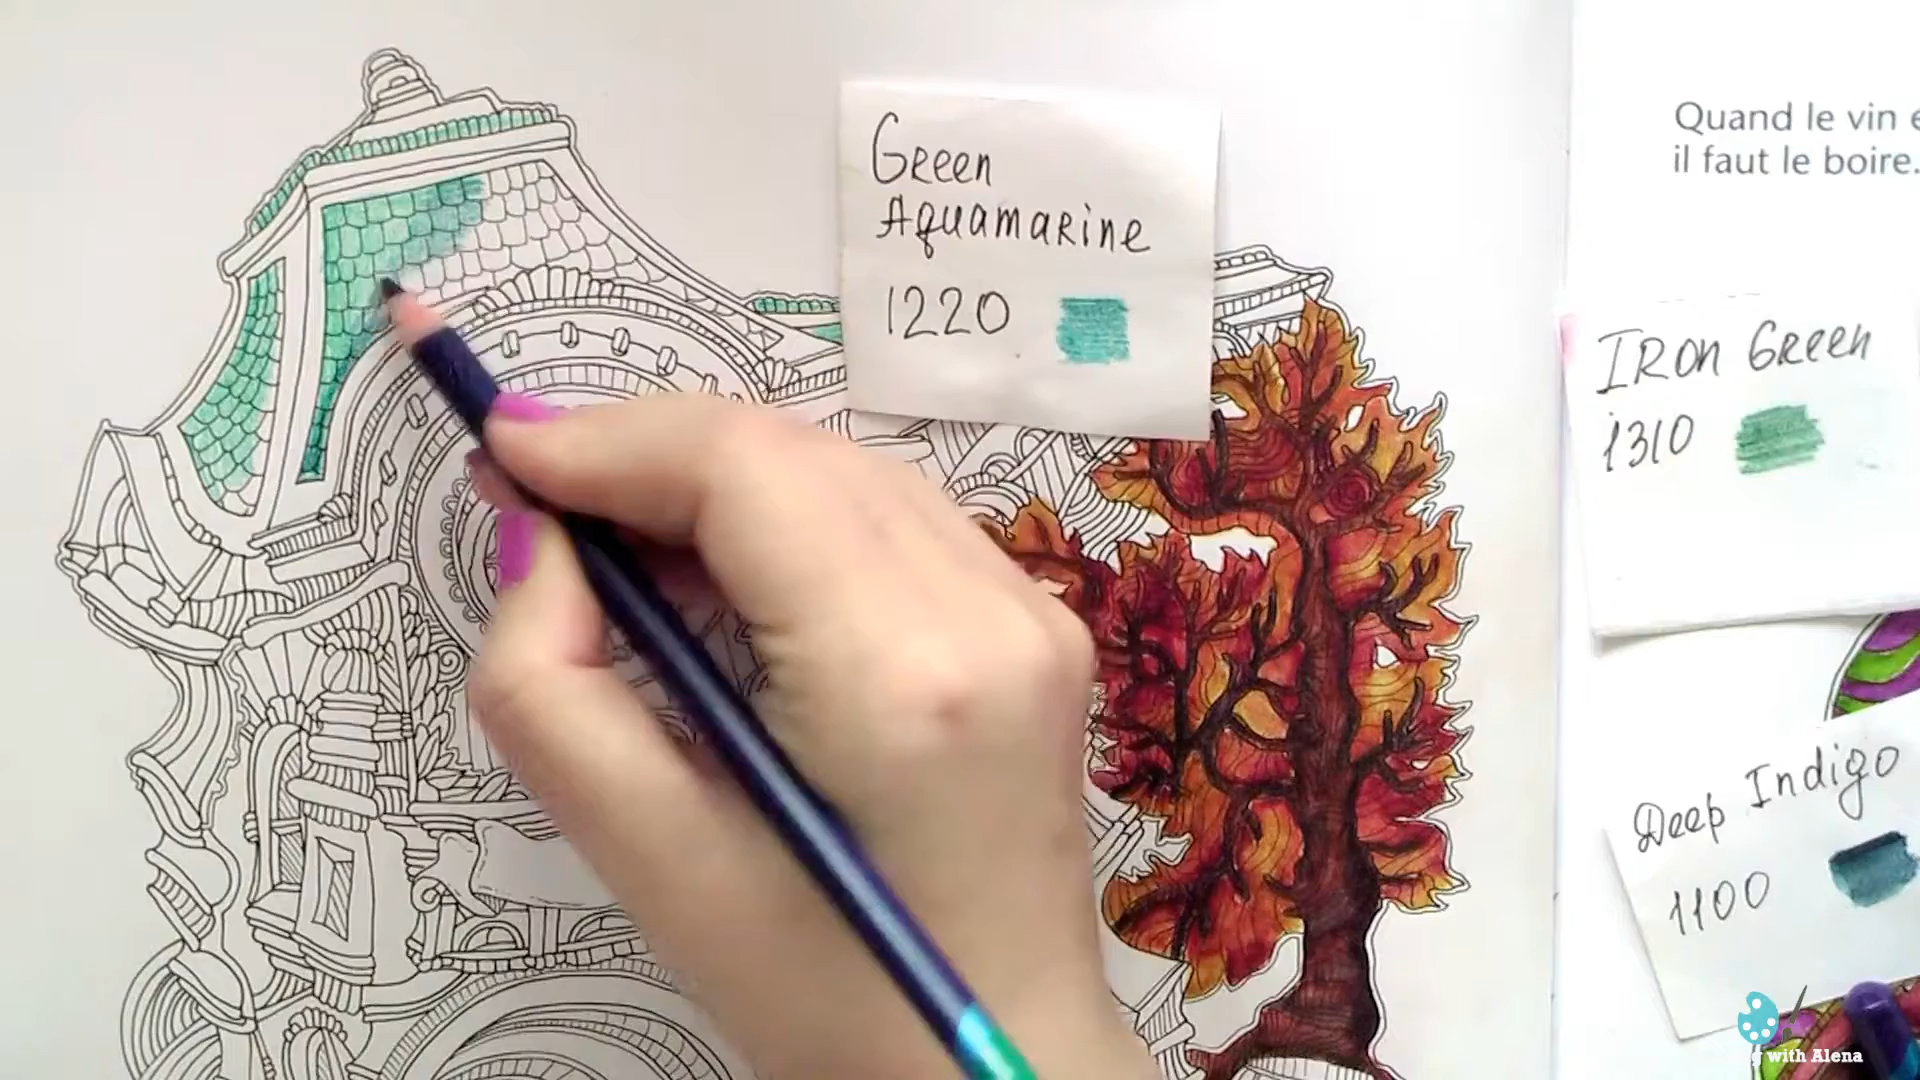 Green
Aquamarine
1220
Quand le vin
il faut le boire.
Iron Green
1310
Deep Indigo
1100
with Alena